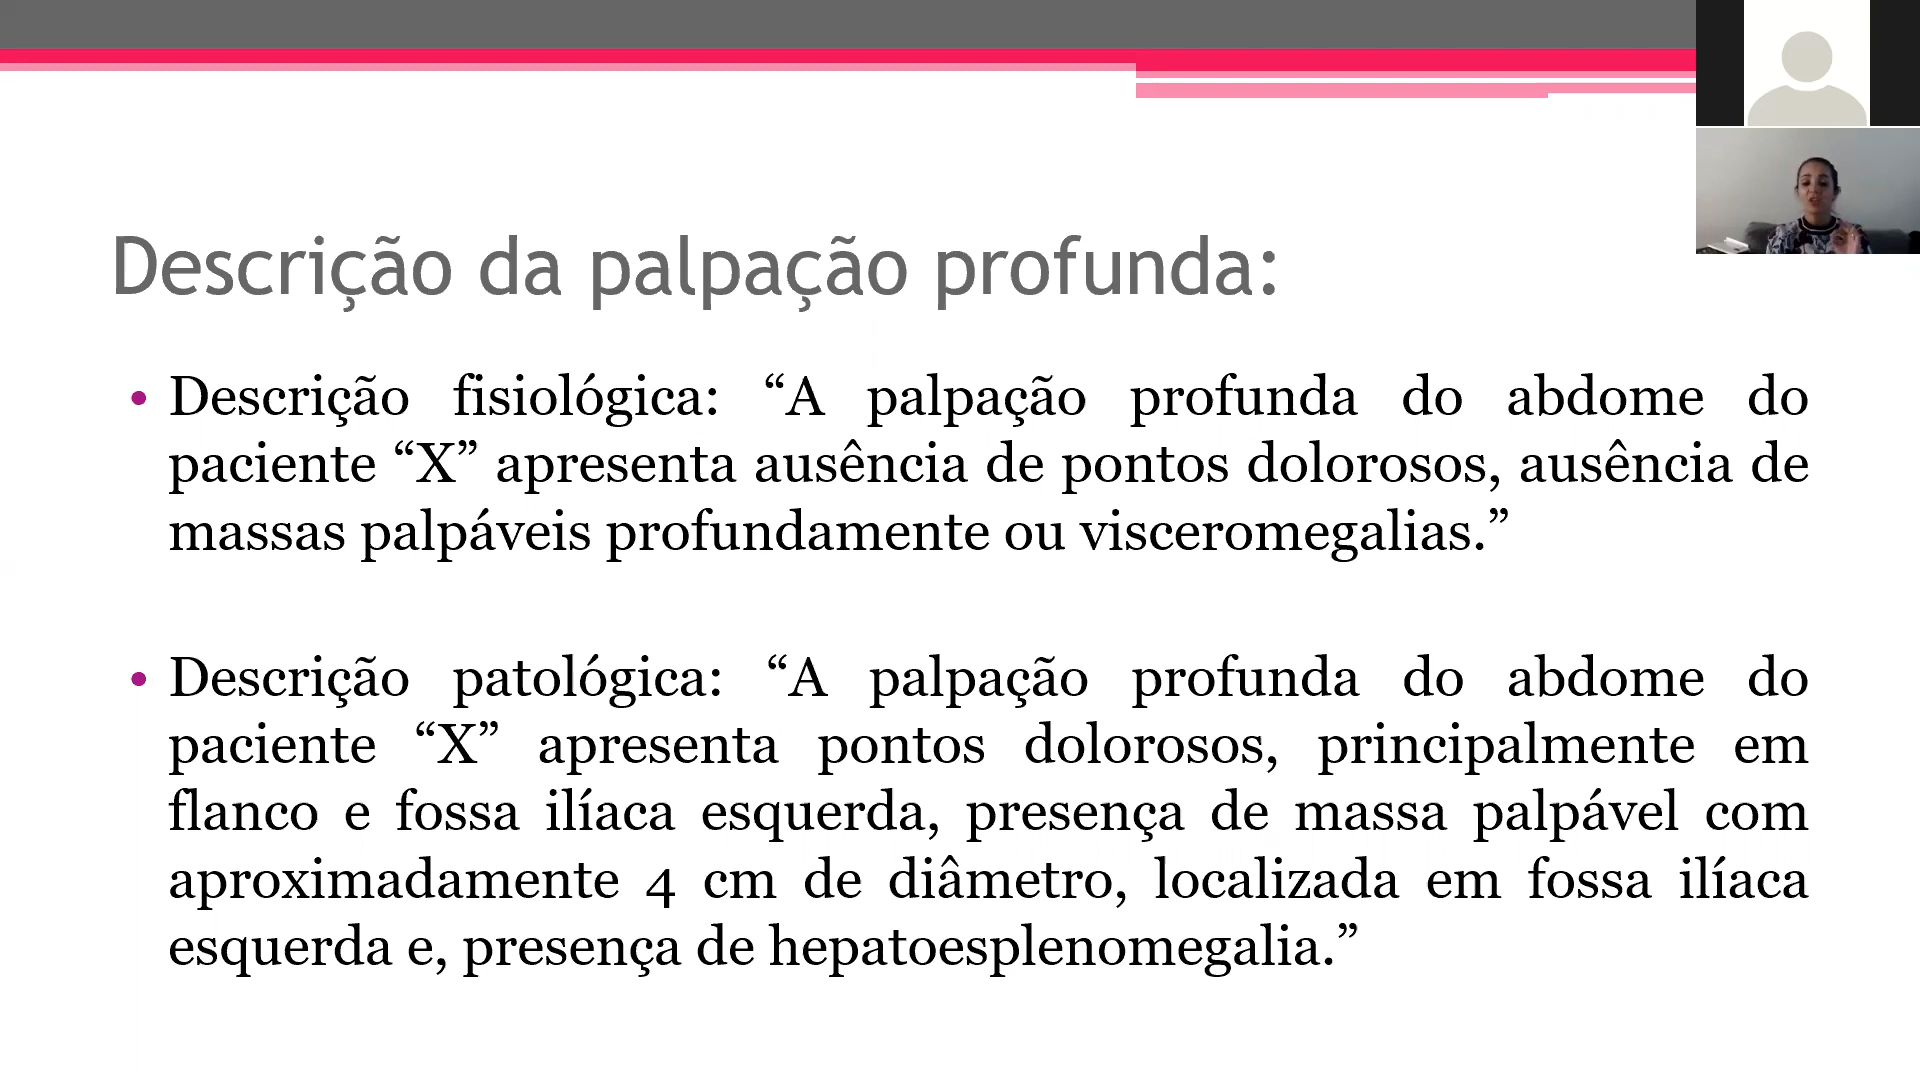 Descrição da palpação profunda:
• Descrição fisiológica: “A palpação profunda do abdome do
paciente “X” apresenta ausência de pontos dolorosos, ausência de
massas palpáveis profundamente ou visceromegalias.”
• Descrição patológica: “A palpação profunda do abdome do
paciente “X” apresenta pontos dolorosos, principalmente em
flanco e fossa ilíaca esquerda, presença de massa palpável com
aproximadamente 4 cm de diâmetro, localizada em fossa ilíaca
esquerda e, presença de hepatoesplenomegalia.”